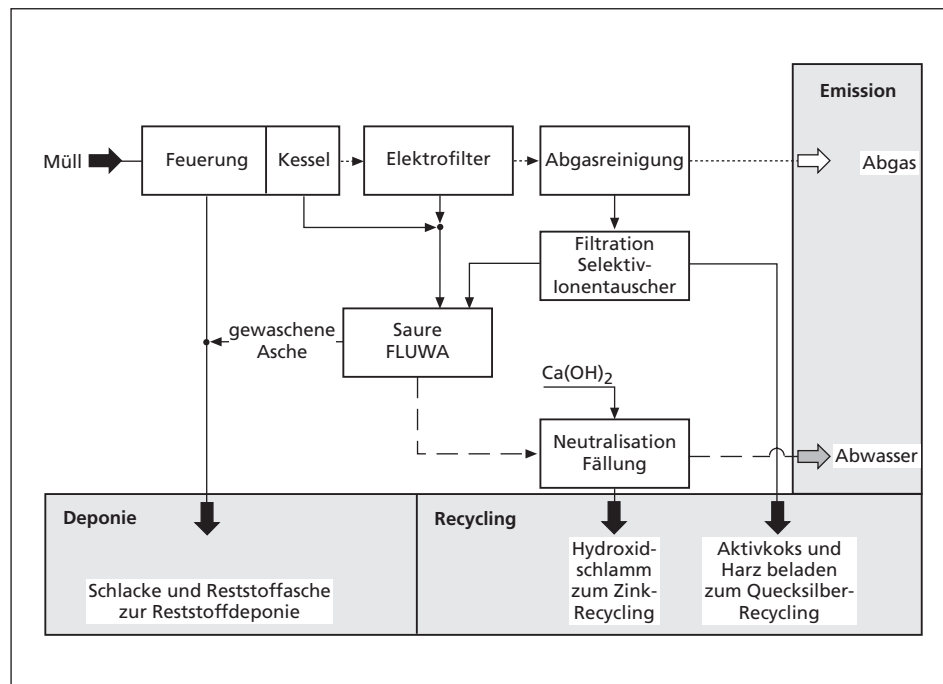 Emission
Müll
Feuerung
Kessel
Elektrofilter
Abgasreinigung
Abgas
Filtration
Selektiv-
Ionentauscher
gewaschene
Asche
Saure
FLUWA
Ca(OH)2
Neutralisation
Fällung
Abwasser
Deponie
Recycling
Schlacke und Reststoffasche
zur Reststoffdeponie
Hydroxid-
schlamm
zum Zink-
Recycling
Aktivkoks und
Harz beladen
zum Quecksilber-
Recycling